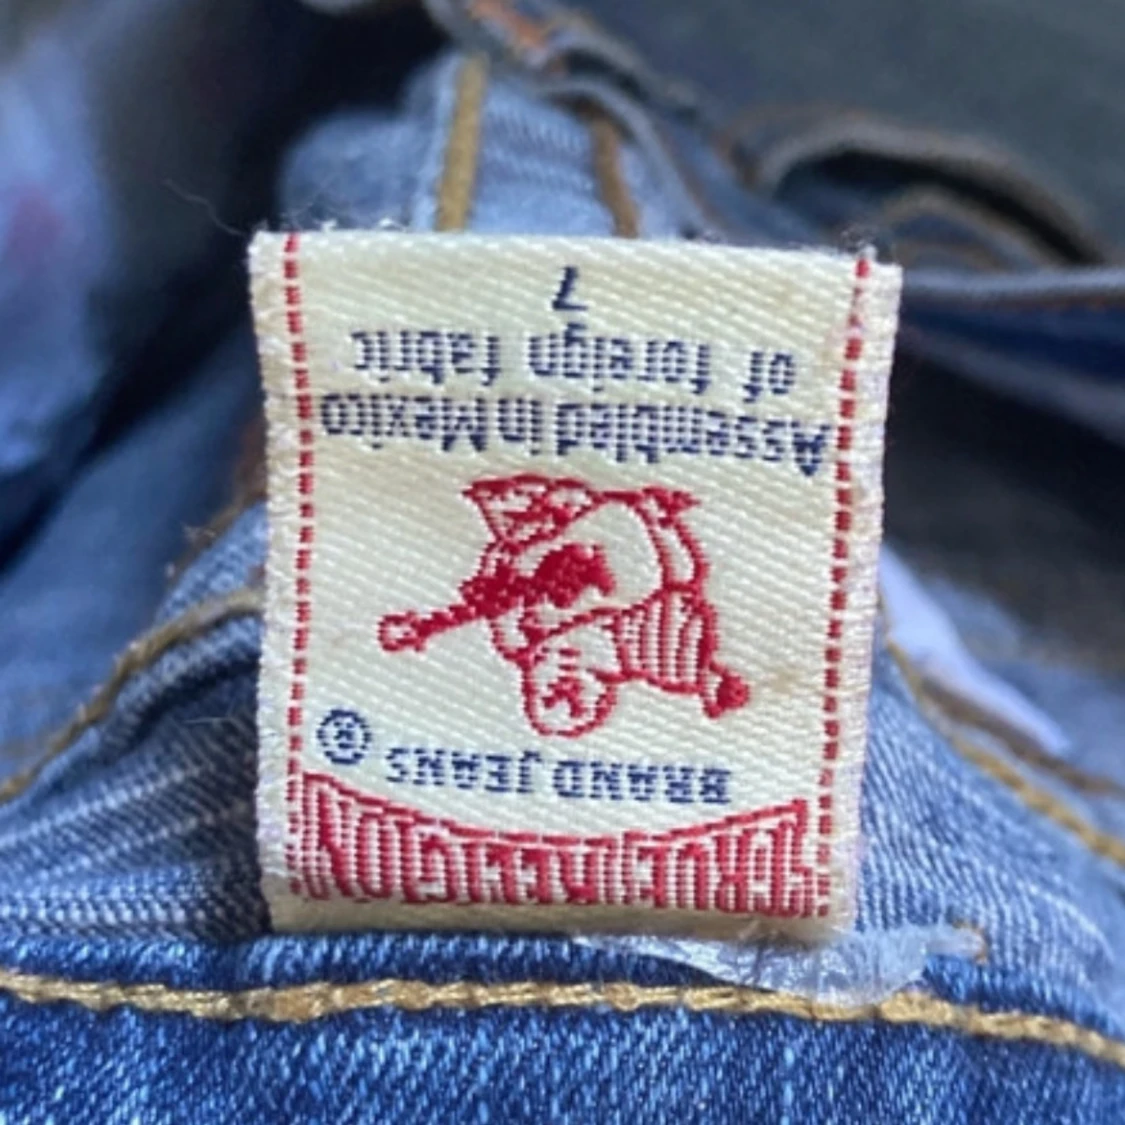 TRUE RELIGION
BRAND JEANS ®
Assembled in Mexico
of foreign fabric
7